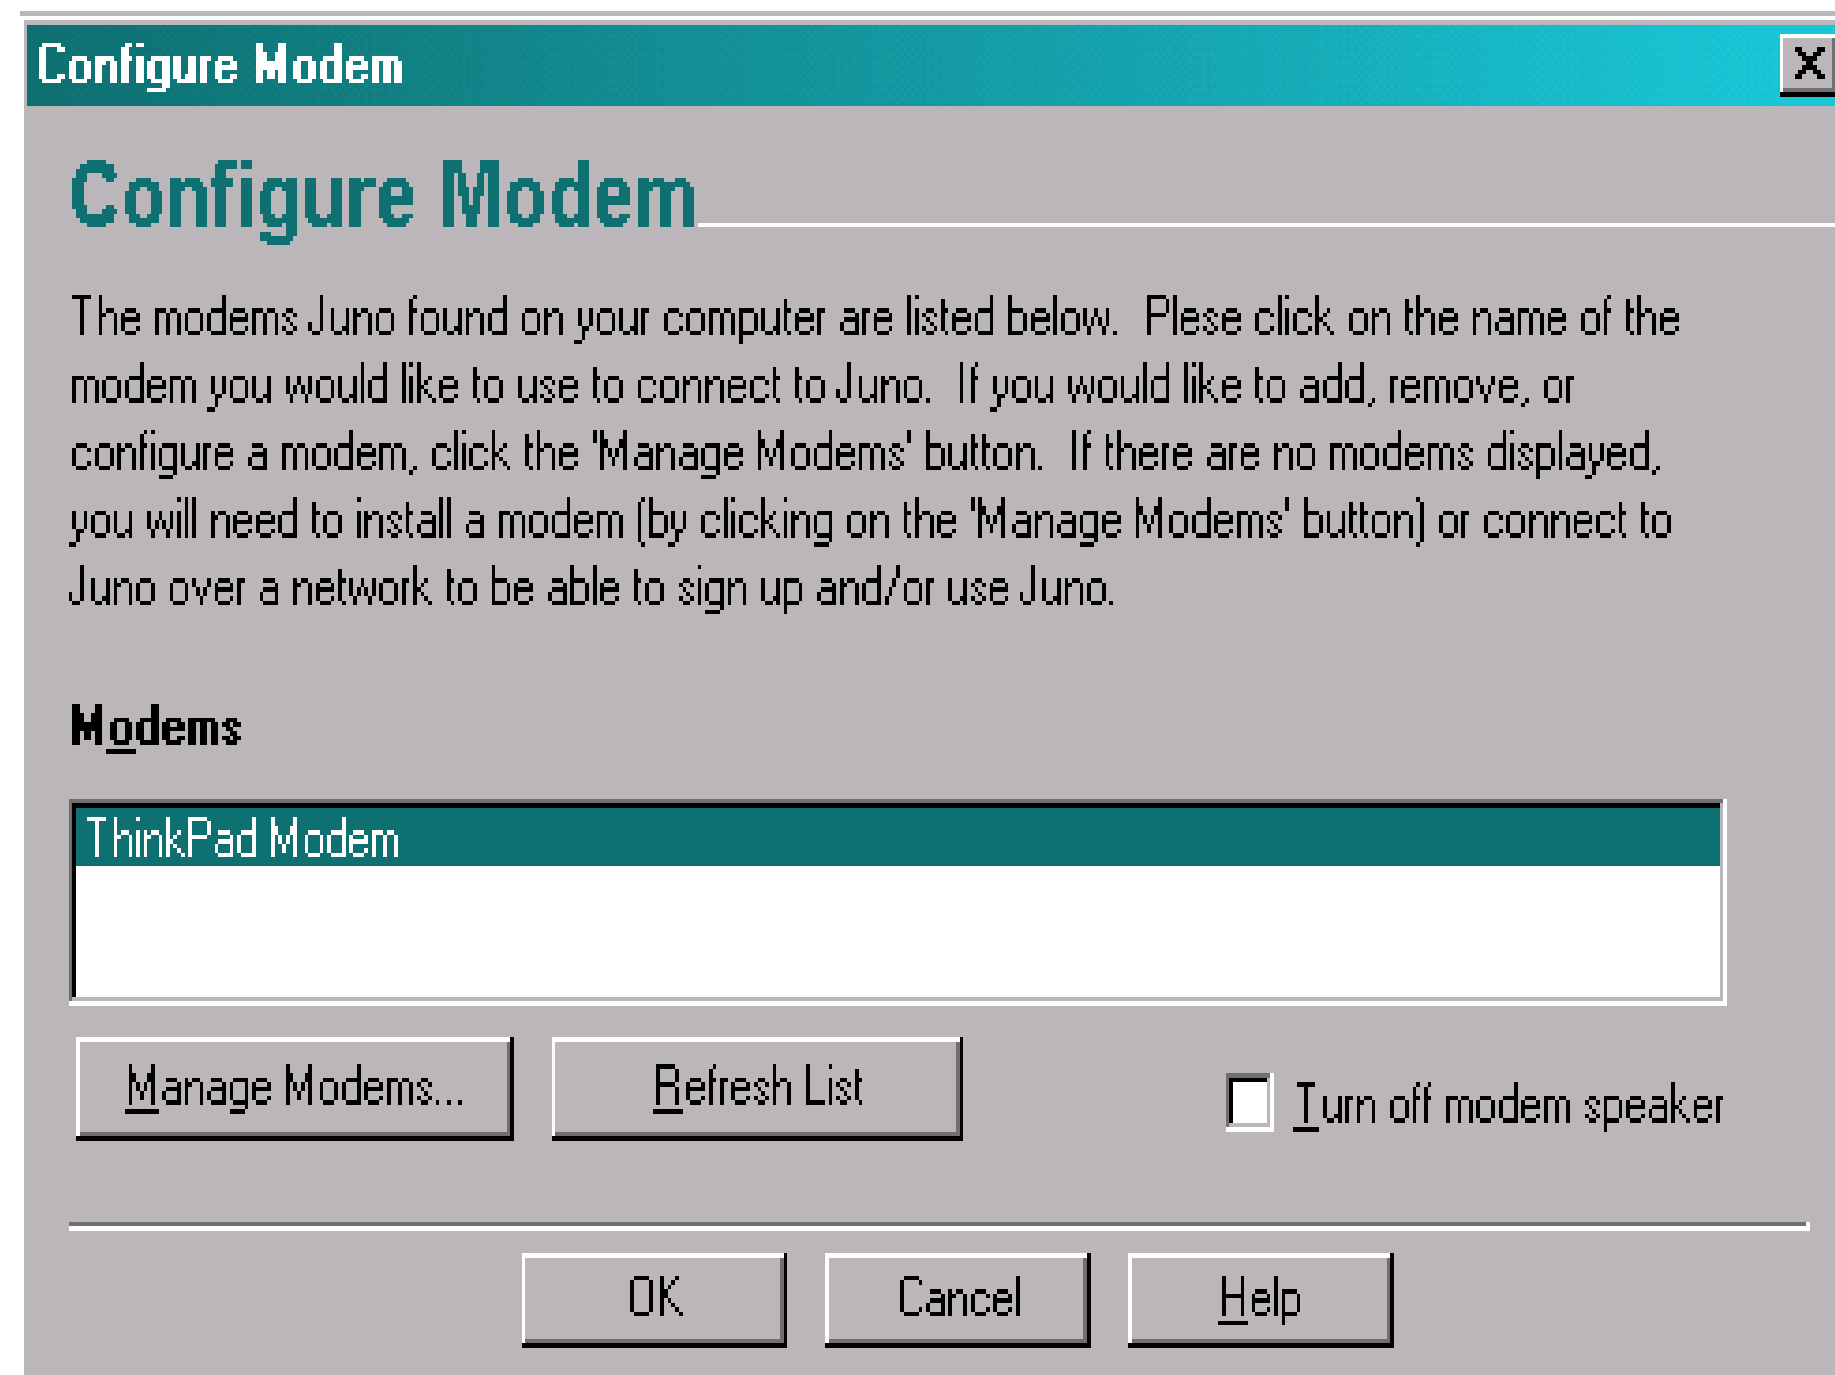 Configure Modem
Configure Modem
The modems Juno found on your computer are listed below. Plese click on the name of the
modem you would like to use to connect to Juno. If you would like to add, remove, or
configure a modem, click the 'Manage Modems' button. If there are no modems displayed,
you will need to install a modem (by clicking on the 'Manage Modems' button) or connect to
Juno over a network to be able to sign up and/or use Juno.
Modems
ThinkPad Modem
Manage Modems... Refresh List
Turn off modem speaker
OK Cancel Help